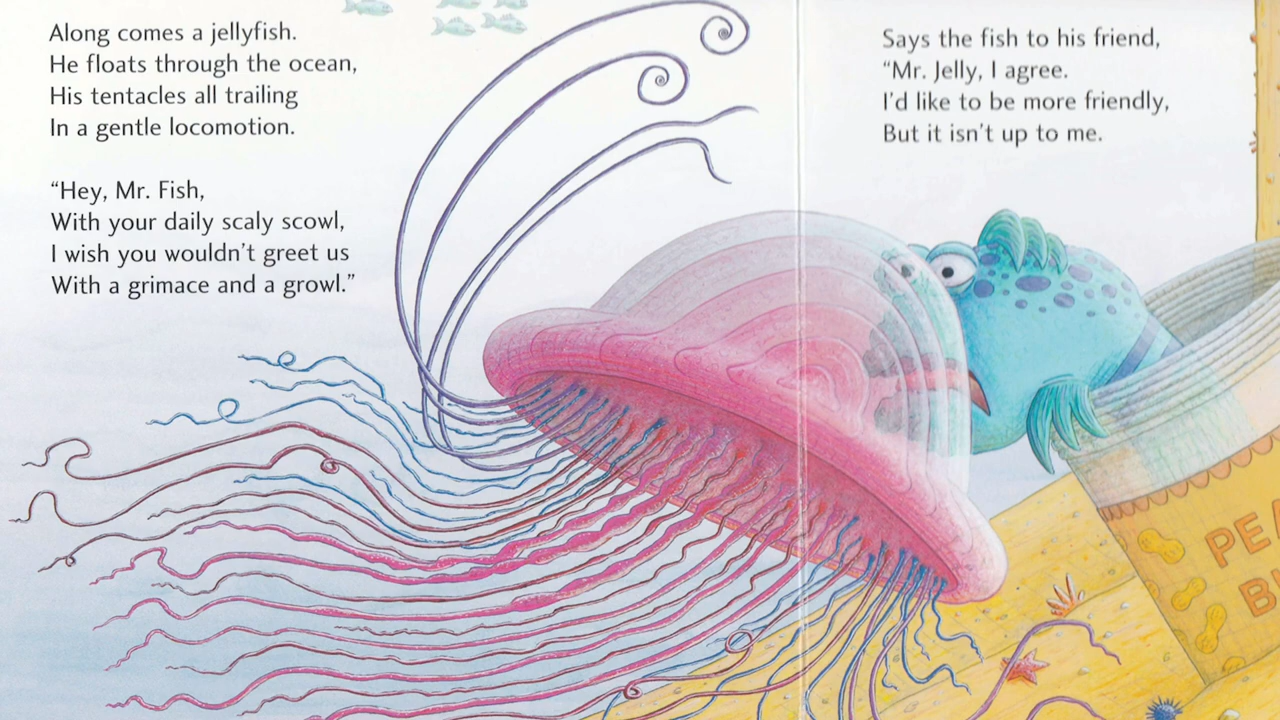 Along comes a jellyfish.
He floats through the ocean,
His tentacles all trailing
In a gentle locomotion.
“Hey, Mr. Fish,
With your daily scaly scowl,
I wish you wouldn’t greet us
With a grimace and a growl.”
Says the fish to his friend,
“Mr. Jelly, I agree.
I’d like to be more friendly,
But it isn’t up to me.